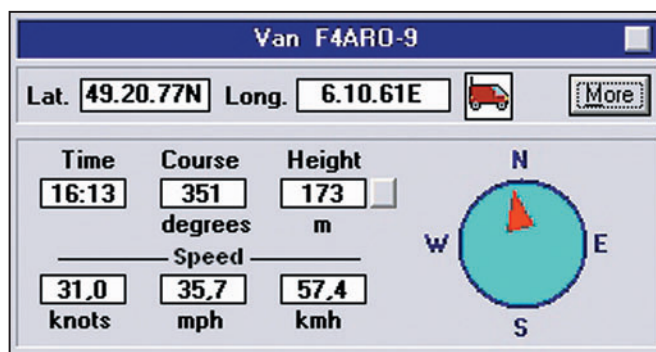 Van F4ARO-9
Lat. 49.20.77N Long. 6.10.61E More
Time Course Height N
16:13 351 173
degrees m W E
Speed
31,0 35,7 57,4
knots mph kmh S